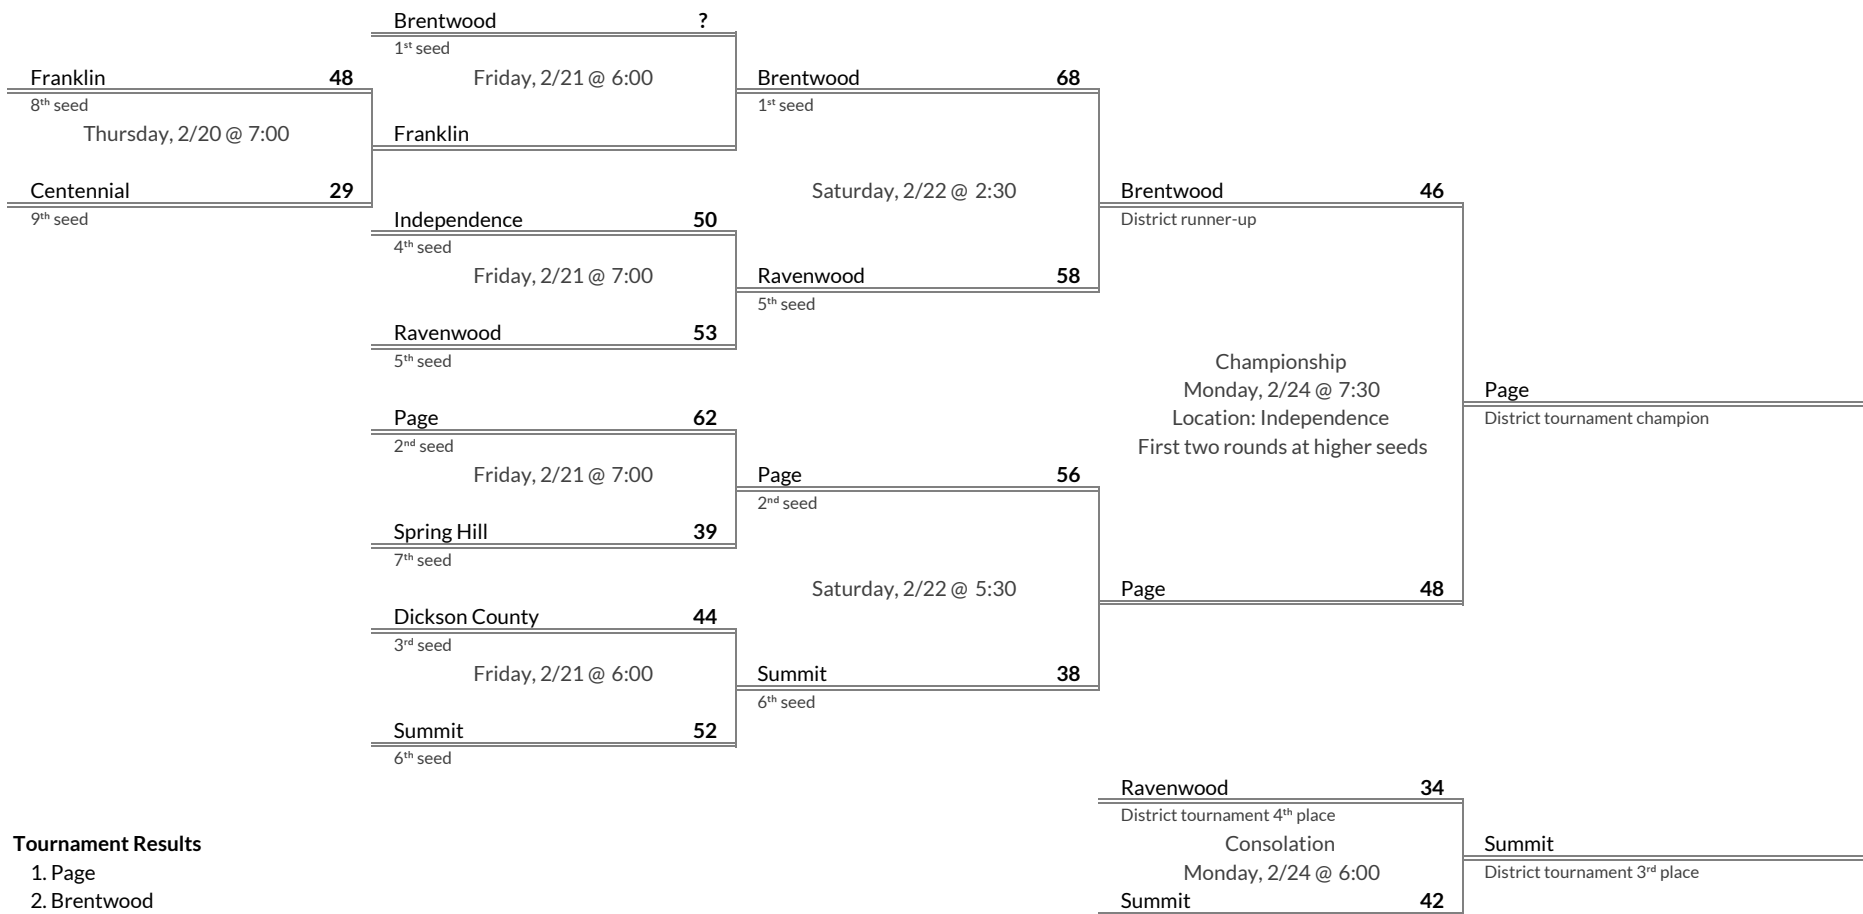 Brentwood ?
1st seed
Franklin 48
8th seed
Friday, 2/21 @ 6:00
Brentwood 68
1st seed
Thursday, 2/20 @ 7:00
Franklin
Centennial 29
9th seed
Saturday, 2/22 @ 2:30
Brentwood 46
District runner-up
Independence 50
4th seed
Friday, 2/21 @ 7:00
Ravenwood 58
5th seed
Ravenwood 53
5th seed
Championship
Monday, 2/24 @ 7:30
Location: Independence
First two rounds at higher seeds
Page
District tournament champion
Page 62
2nd seed
Friday, 2/21 @ 7:00
Page 56
2nd seed
Spring Hill 39
7th seed
Saturday, 2/22 @ 5:30
Page 48
Dickson County 44
3rd seed
Friday, 2/21 @ 6:00
Summit 38
6th seed
Summit 52
6th seed
Ravenwood 34
District tournament 4th place
Consolation
Monday, 2/24 @ 6:00
Summit 42
Summit
District tournament 3rd place
Tournament Results
1. Page
2. Brentwood